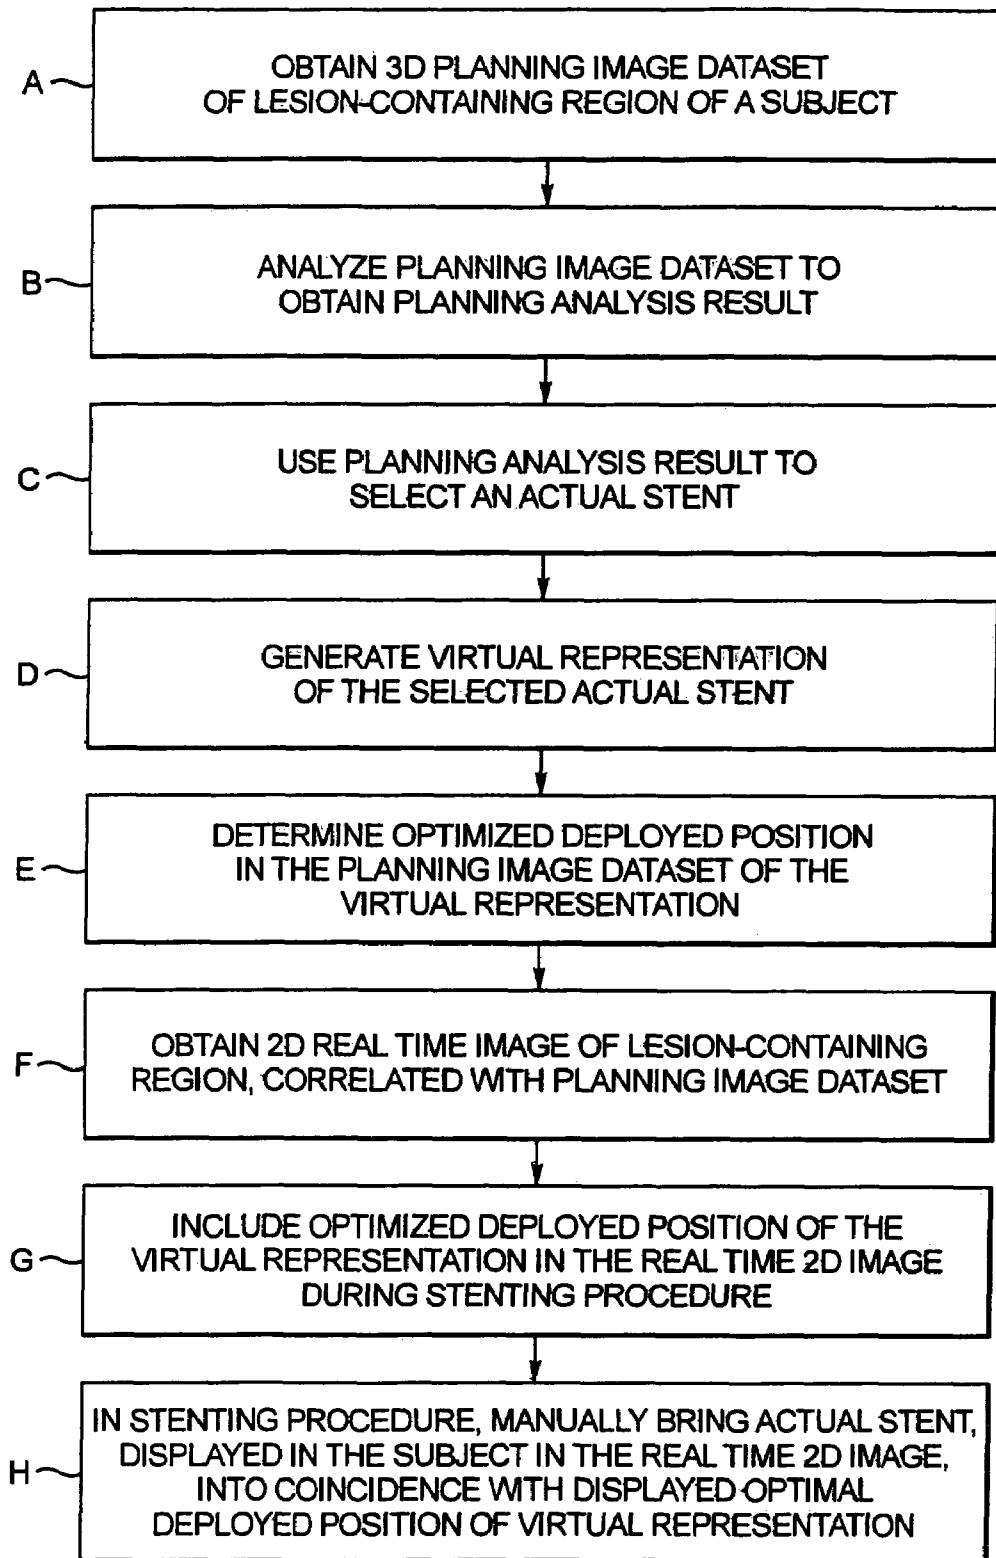 A
OBTAIN 3D PLANNING IMAGE DATASET
OF LESION-CONTAINING REGION OF A SUBJECT
B
ANALYZE PLANNING IMAGE DATASET TO
OBTAIN PLANNING ANALYSIS RESULT
C
USE PLANNING ANALYSIS RESULT TO
SELECT AN ACTUAL STENT
D
GENERATE VIRTUAL REPRESENTATION
OF THE SELECTED ACTUAL STENT
E
DETERMINE OPTIMIZED DEPLOYED POSITION
IN THE PLANNING IMAGE DATASET OF THE
VIRTUAL REPRESENTATION
F
OBTAIN 2D REAL TIME IMAGE OF LESION-CONTAINING
REGION, CORRELATED WITH PLANNING IMAGE DATASET
G
INCLUDE OPTIMIZED DEPLOYED POSITION OF THE
VIRTUAL REPRESENTATION IN THE REAL TIME 2D IMAGE
DURING STENTING PROCEDURE
H
IN STENTING PROCEDURE, MANUALLY BRING ACTUAL STENT,
DISPLAYED IN THE SUBJECT IN THE REAL TIME 2D IMAGE,
INTO COINCIDENCE WITH DISPLAYED OPTIMAL
DEPLOYED POSITION OF VIRTUAL REPRESENTATION